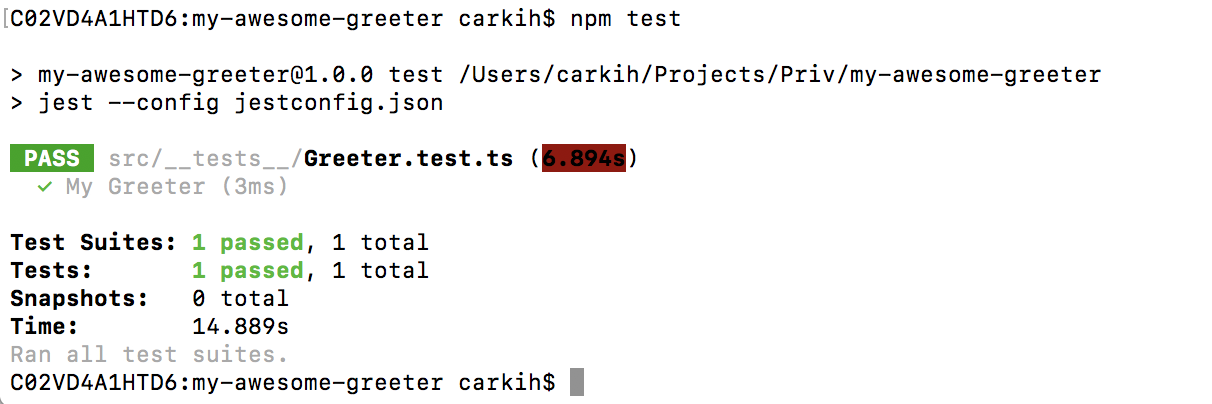 [C02VD4A1HTD6:my-awesome-greeter carkih$ npm test
> my-awesome-greeter@1.0.0 test /Users/carkih/Projects/Priv/my-awesome-greeter
> jest --config jestconfig.json
PASS src/__tests__/Greeter.test.ts (6.894s)
✓ My Greeter (3ms)
Test Suites: 1 passed, 1 total
Tests: 1 passed, 1 total
Snapshots: 0 total
Time: 14.889s
Ran all test suites.
C02VD4A1HTD6:my-awesome-greeter carkih$